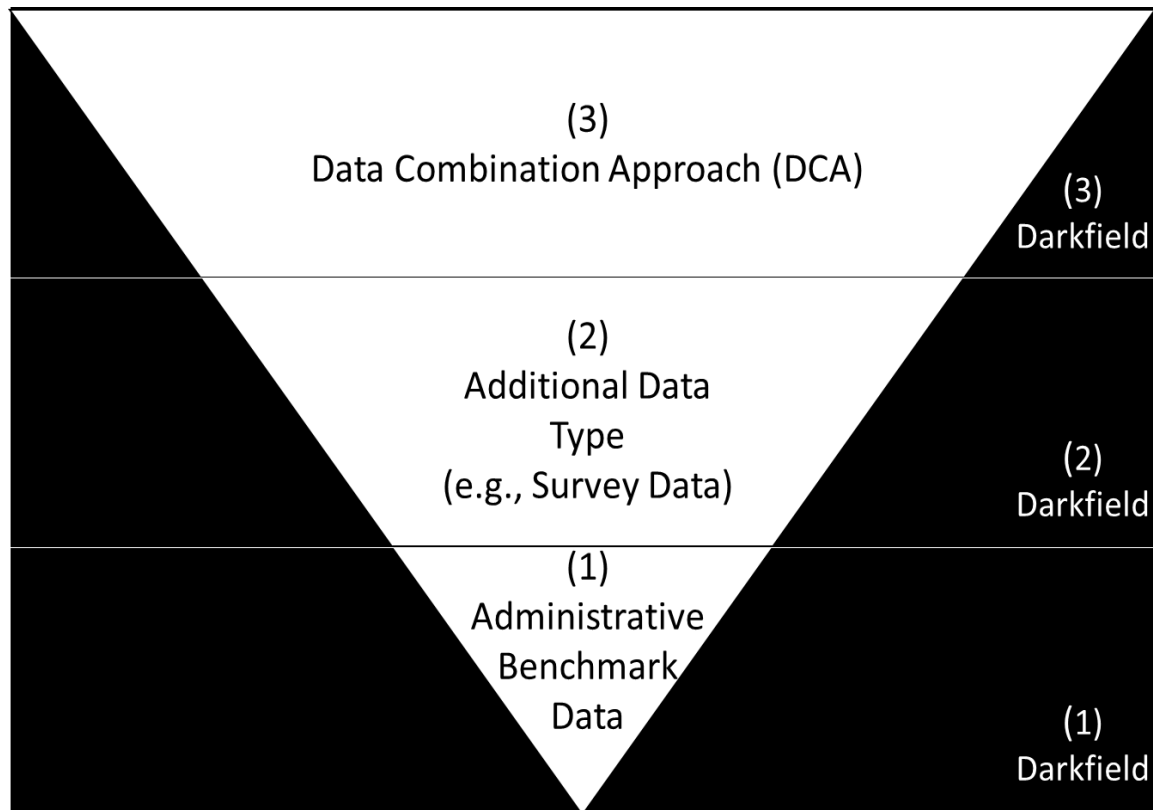 (3)
Data Combination Approach (DCA)
(3)
Darkfield
(2)
Additional Data
Type
(e.g., Survey Data)
(2)
Darkfield
(1)
Administrative
Benchmark
Data
(1)
Darkfield